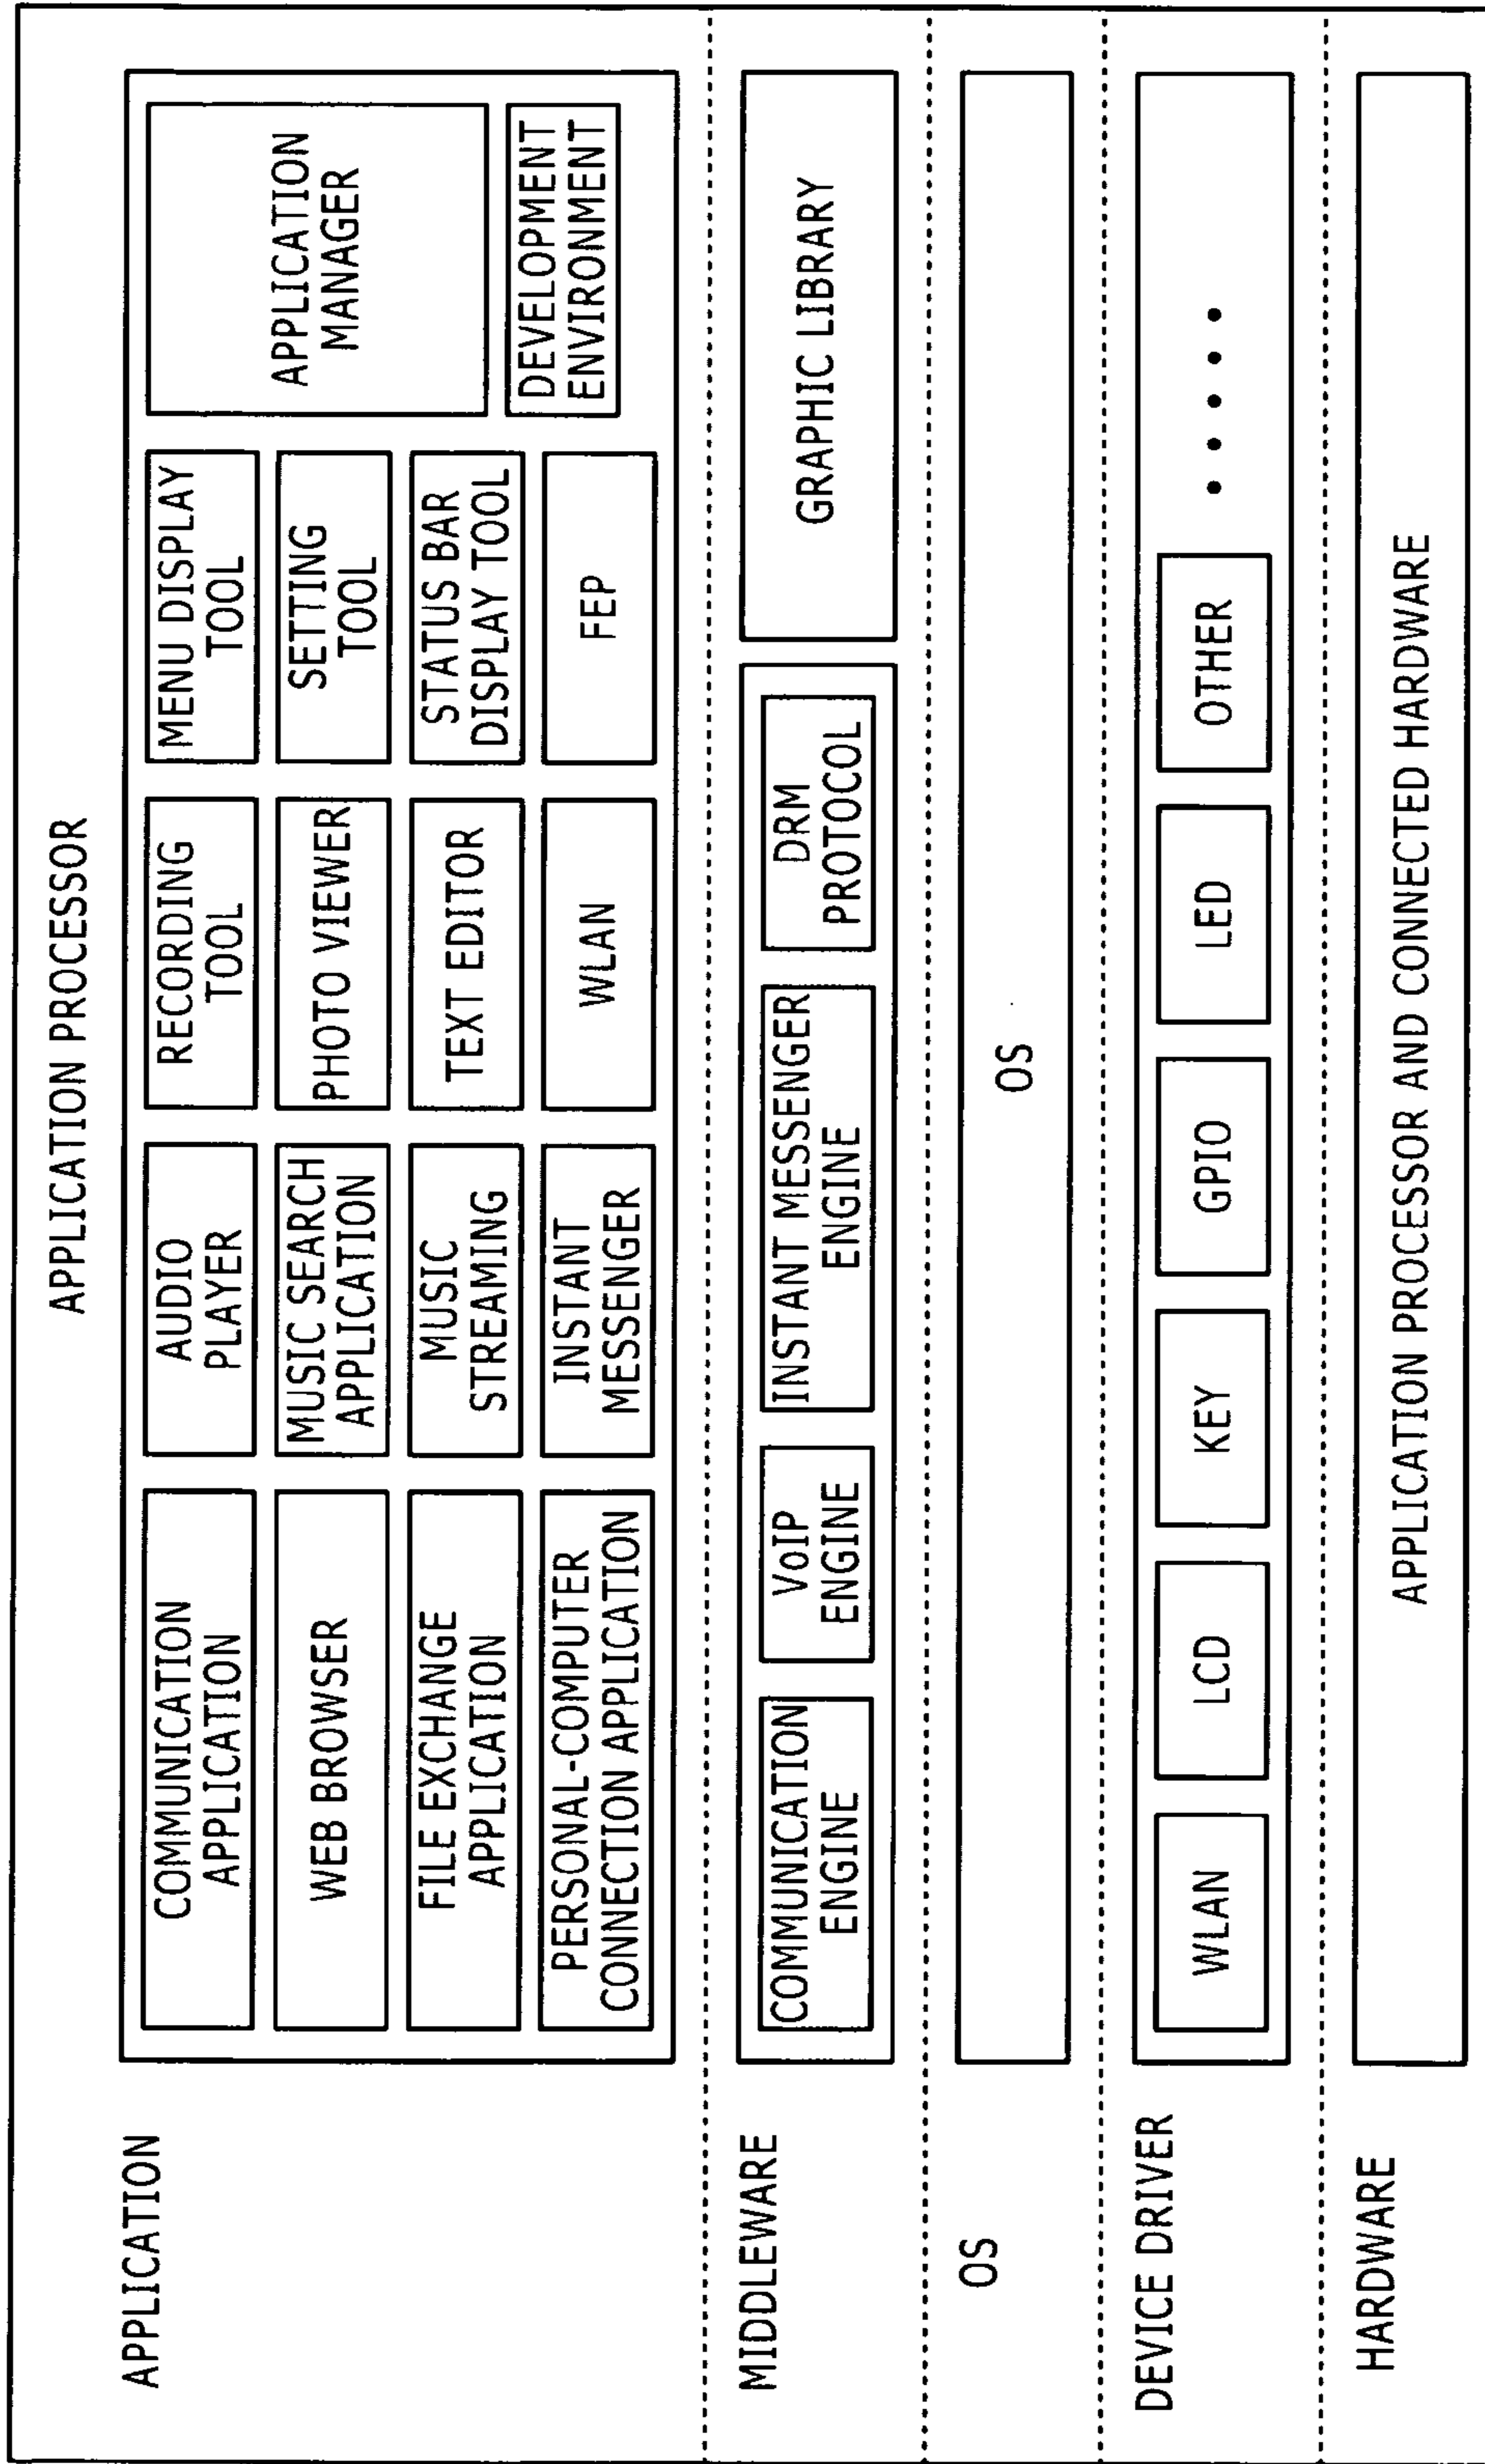 APPLICATION PROCESSOR
APPLICATION
COMMUNICATION
APPLICATION
AUDIO
PLAYER
RECORDING
TOOL
MENU DISPLAY
TOOL
APPLICATION
MANAGER
WEB BROWSER
MUSIC SEARCH
APPLICATION
PHOTO VIEWER
SETTING
TOOL
FILE EXCHANGE
APPLICATION
MUSIC
STREAMING
TEXT EDITOR
STATUS BAR
DISPLAY TOOL
DEVELOPMENT
ENVIRONMENT
PERSONAL-COMPUTER
CONNECTION APPLICATION
INSTANT
MESSENGER
WLAN
FEP
MIDDLEWARE
COMMUNICATION
ENGINE
VoIP
ENGINE
INSTANT MESSENGER
ENGINE
DRM
PROTOCOL
GRAPHIC LIBRARY
OS
OS
DEVICE DRIVER
WLAN
LCD
KEY
GPIO
LED
OTHER
•••••
HARDWARE
APPLICATION PROCESSOR AND CONNECTED HARDWARE